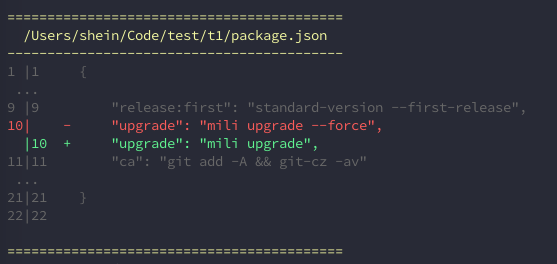 ==========================================
  /Users/shein/Code/test/t1/package.json
------------------------------------------
1 |1     {
 ...
9 |9         "release:first": "standard-version --first-release",
10|    -     "upgrade": "mili upgrade --force",
  |10  +     "upgrade": "mili upgrade",
11|11        "ca": "git add -A && git-cz -av"
 ...
21|21    }
22|22
==========================================